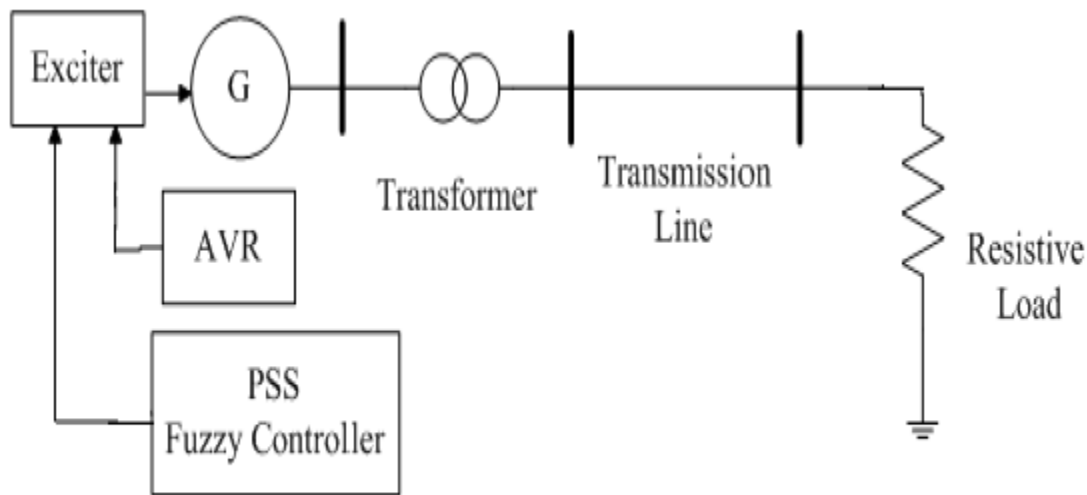 Exciter
G
Transformer
Transmission
Line
AVR
Resistive
Load
PSS
Fuzzy Controller